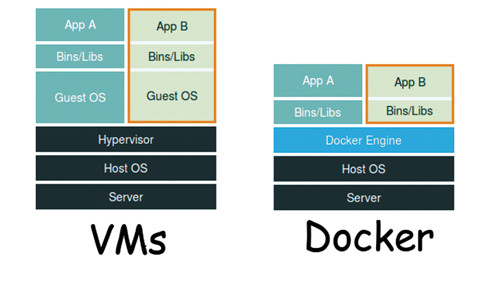 App A
App B
Bins/Libs
Bins/Libs
Guest OS
Guest OS
Hypervisor
Host OS
Server
VMs
App A
App B
Bins/Libs
Bins/Libs
Docker Engine
Host OS
Server
Docker